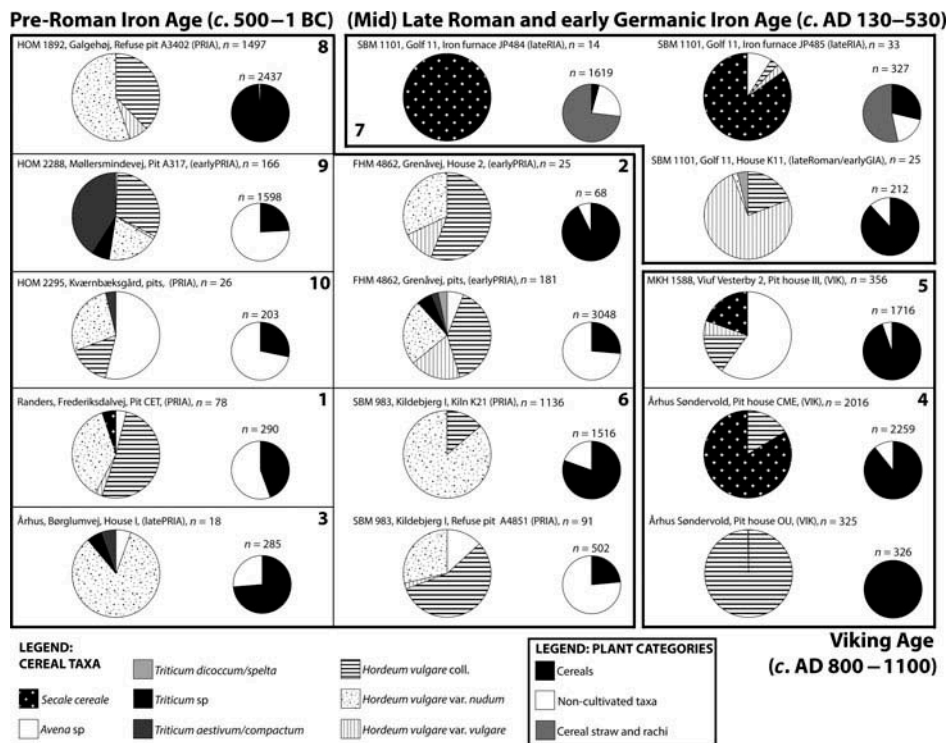 Pre-Roman Iron Age (c. 500–1 BC)
(Mid) Late Roman and early Germanic Iron Age (c. AD 130–530)
HOM 1892, Galgehøj, Refuse pit A3402 (PRIA), n = 1497
8
n = 2437
HOM 2288, Møllersmindevej, Pit A317, (earlyPRIA), n = 166
9
n = 1598
HOM 2295, Kværnbæksgård, pits, (PRIA), n = 26
10
n = 203
Randers, Frederiksdalvej, Pit CET, (PRIA), n = 78
1
n = 290
Århus, Børglumvej, House I, (latePRIA), n = 18
3
n = 285
SBM 1101, Golf 11, Iron furnace JP484 (lateRIA), n = 14
n = 1619
7
SBM 1101, Golf 11, Iron furnace JP485 (lateRIA), n = 33
n = 327
SBM 1101, Golf 11, House K11, (lateRoman/earlyGIA), n = 25
n = 212
FHM 4862, Grenåvej, House 2, (earlyPRIA), n = 25
2
n = 68
FHM 4862, Grenåvej, pits, (earlyPRIA), n = 181
n = 3048
SBM 983, Kildebjerg I, Kiln K21 (PRIA), n = 1136
6
n = 1516
SBM 983, Kildebjerg I, Refuse pit A4851 (PRIA), n = 91
n = 502
MKH 1588, Viuf Vesterby 2, Pit house III, (VIK), n = 356
5
n = 1716
Århus Søndervold, Pit house CME, (VIK), n = 2016
4
n = 2259
Århus Søndervold, Pit house OU, (VIK), n = 325
n = 326
Viking Age
(c. AD 800–1100)
LEGEND:
CEREAL TAXA
Secale cereale
Avena sp
Triticum dicoccum/spelta
Triticum sp
Triticum aestivum/compactum
Hordeum vulgare coll.
Hordeum vulgare var. nudum
Hordeum vulgare var. vulgare
LEGEND: PLANT CATEGORIES
Cereals
Non-cultivated taxa
Cereal straw and rachi